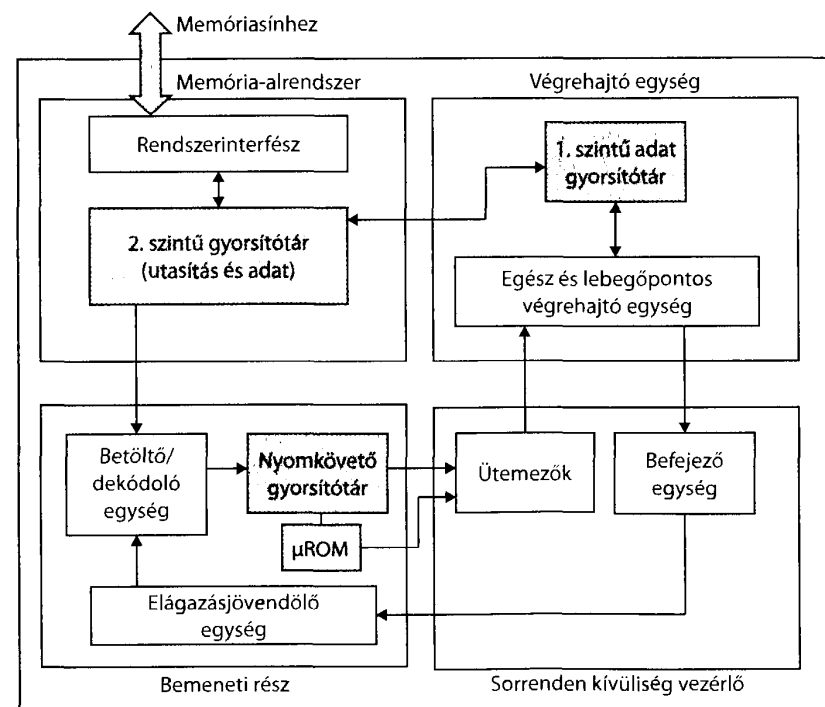 Memóriasínhez
Memória-alrendszer
Végrehajtó egység
Rendszerinterfész
1. szintű adat
gyorsítótár
2. szintű gyorsítótár
(utasítás és adat)
Egész és lebegőpontos
végrehajtó egység
Betöltő/
dekódoló
egység
Nyomkövető
gyorsítótár
μROM
Ütemezők
Befejező
egység
Elágazásjövendölő
egység
Bemeneti rész
Sorrenden kívüliség vezérlő